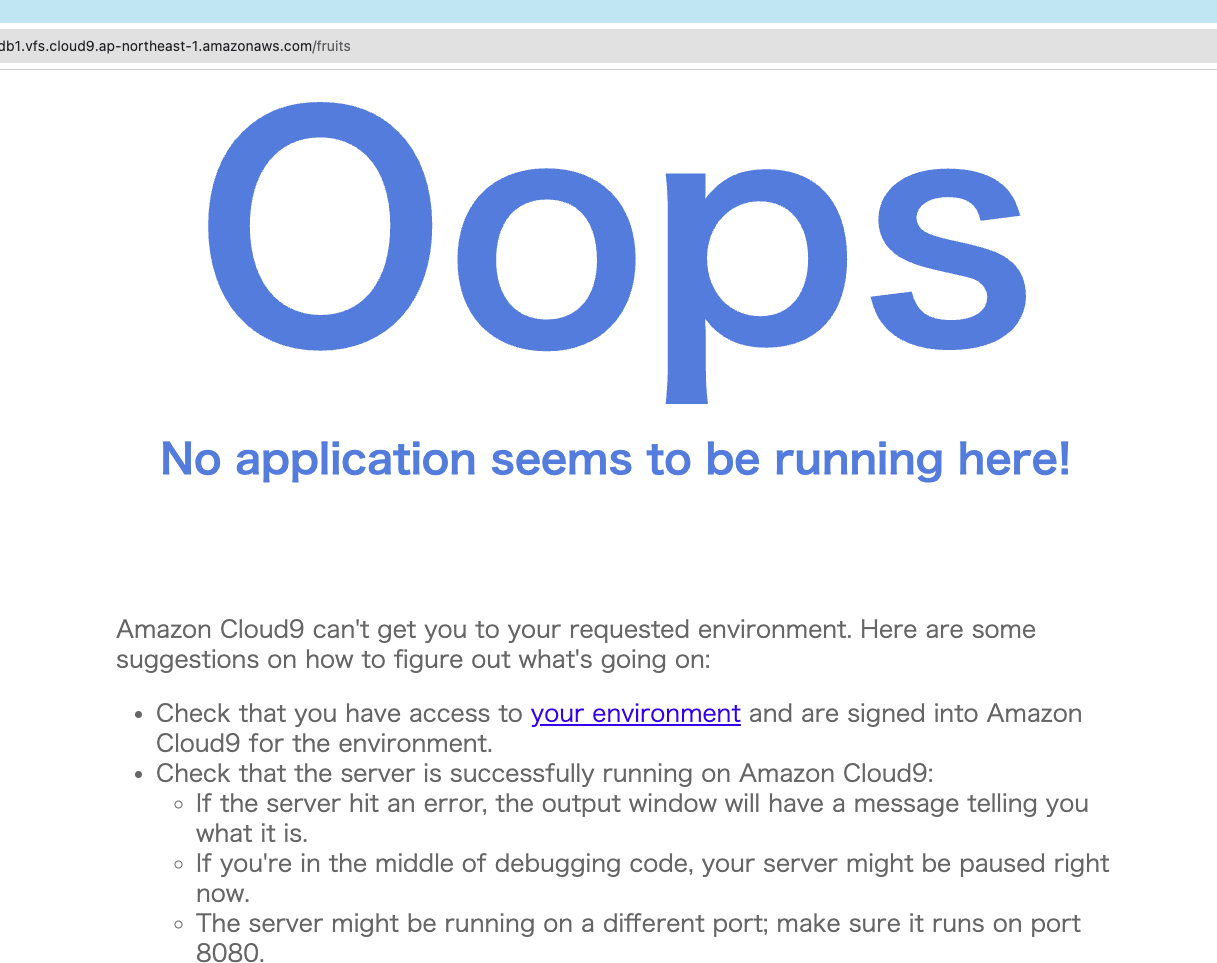 db1.vfs.cloud9.ap-northeast-1.amazonaws.com/fruits
Oops
No application seems to be running here!
Amazon Cloud9 can't get you to your requested environment. Here are some
suggestions on how to figure out what's going on:
• Check that you have access to your environment and are signed into Amazon
Cloud9 for the environment.
• Check that the server is successfully running on Amazon Cloud9:
◦ If the server hit an error, the output window will have a message telling you
what it is.
◦ If you're in the middle of debugging code, your server might be paused right
now.
◦ The server might be running on a different port; make sure it runs on port
8080.